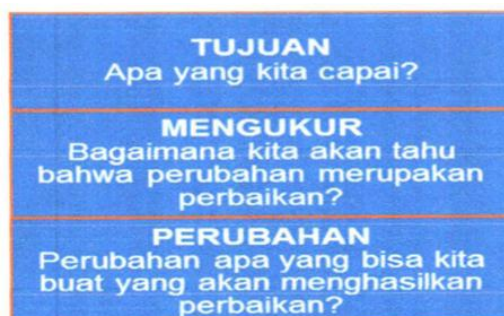 TUJUAN
Apa yang kita capai?
MENGUKUR
Bagaimana kita akan tahu
bahwa perubahan merupakan
perbaikan?
PERUBAHAN
Perubahan apa yang bisa kita
buat yang akan menghasilkan
perbaikan?